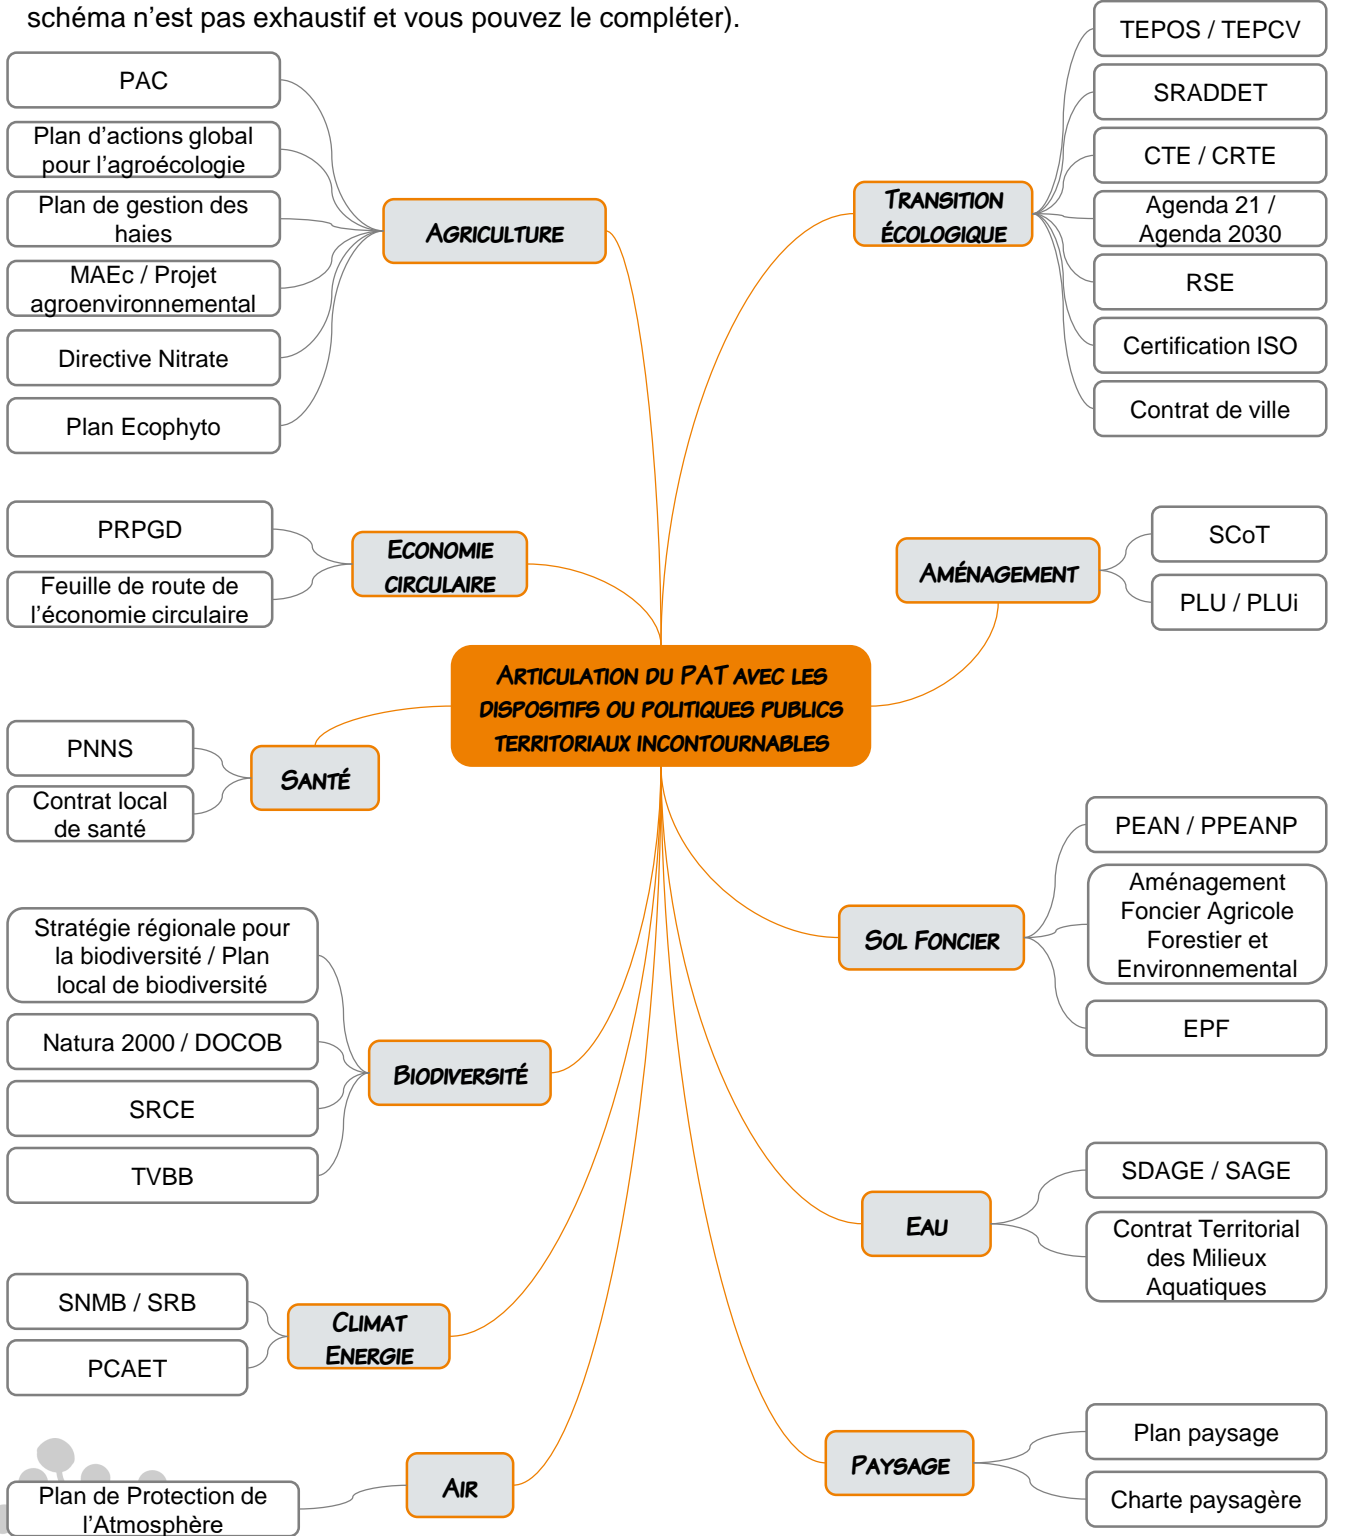 schéma n’est pas exhaustif et vous pouvez le compléter).
PAC
Plan d’actions global
pour l’agroécologie
Plan de gestion des
haies
MAEc / Projet
agroenvironnemental
Directive Nitrate
Plan Ecophyto
AGRICULTURE
TEPOS / TEPCV
SRADDET
CTE / CRTE
Agenda 21 /
Agenda 2030
RSE
Certification ISO
Contrat de ville
TRANSITION
ÉCOLOGIQUE
PRPGD
Feuille de route de
l’économie circulaire
ECONOMIE
CIRCULAIRE
SCoT
PLU / PLUi
AMÉNAGEMENT
ARTICULATION DU PAT AVEC LES
DISPOSITIFS OU POLITIQUES PUBLICS
TERRITORIAUX INCONTOURNABLES
PNNS
Contrat local
de santé
SANTÉ
PEAN / PPEANP
Aménagement
Foncier Agricole
Forestier et
Environnemental
EPF
SOL FONCIER
Stratégie régionale pour
la biodiversité / Plan
local de biodiversité
Natura 2000 / DOCOB
SRCE
TVBB
BIODIVERSITÉ
SDAGE / SAGE
Contrat Territorial
des Milieux
Aquatiques
EAU
SNMB / SRB
PCAET
CLIMAT
ENERGIE
Plan paysage
Charte paysagère
PAYSAGE
Plan de Protection de
l’Atmosphère
AIR